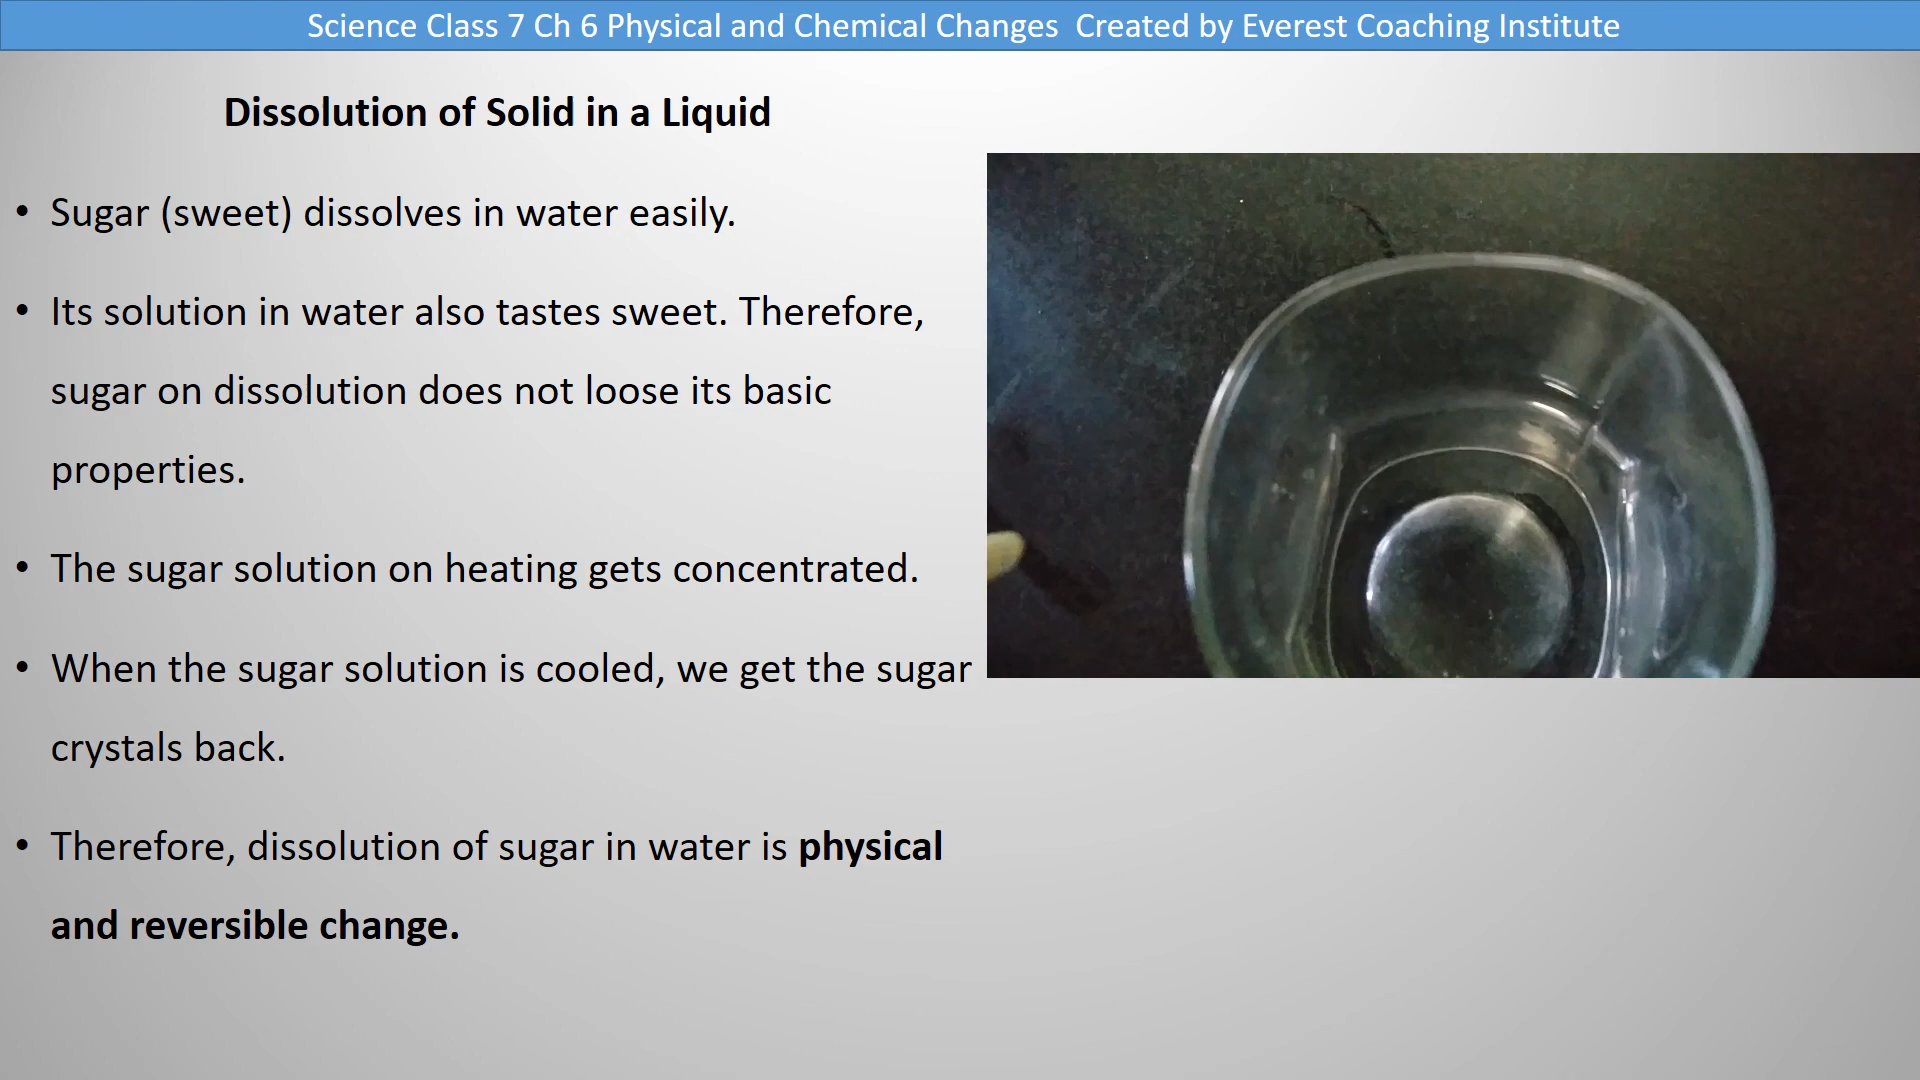 Science Class 7 Ch 6 Physical and Chemical Changes  Created by Everest Coaching Institute
Dissolution of Solid in a Liquid
• Sugar (sweet) dissolves in water easily.
• Its solution in water also tastes sweet. Therefore,
sugar on dissolution does not loose its basic
properties.
• The sugar solution on heating gets concentrated.
• When the sugar solution is cooled, we get the sugar
crystals back.
• Therefore, dissolution of sugar in water is physical
and reversible change.